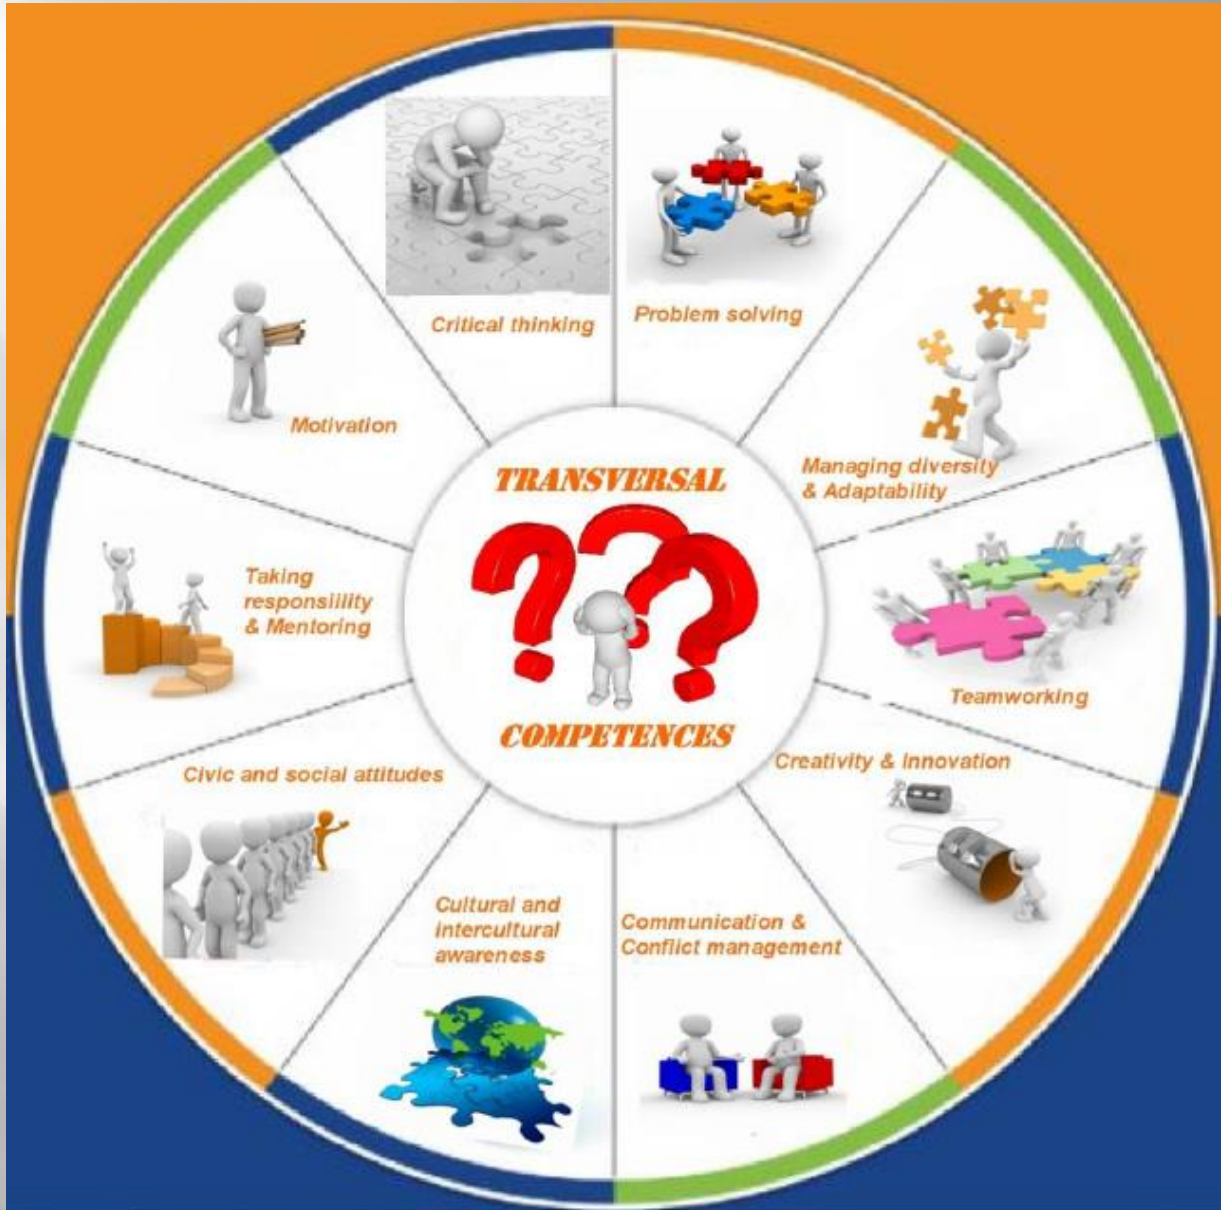 Critical thinking
Problem solving
Motivation
Managing diversity
& Adaptability
TRANSVERSAL
Taking
responsiility
& Mentoring
Teamworking
COMPETENCES
Creativity & Innovation
Civic and social attitudes
Cultural and
intercultural
awareness
Communication &
Conflict management